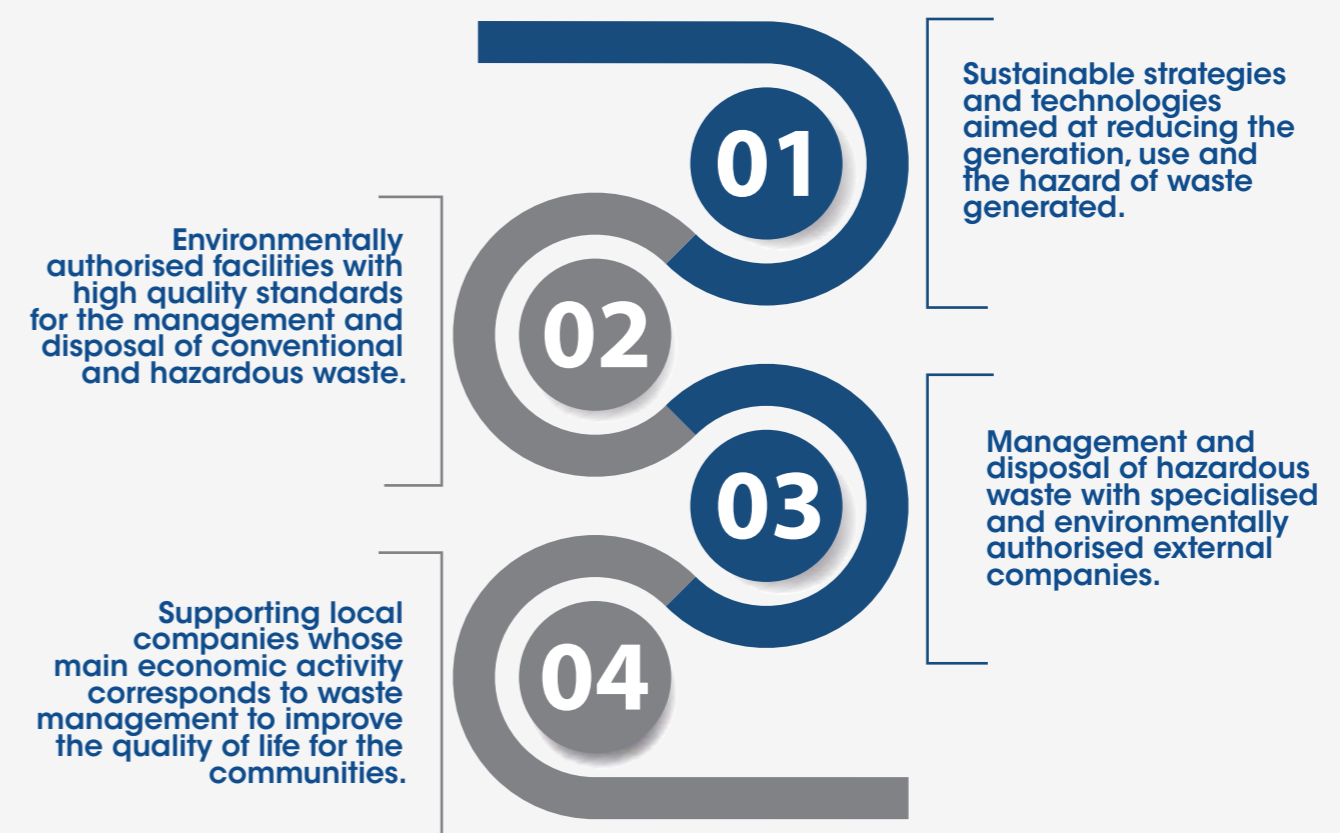 01
Sustainable strategies
and technologies
aimed at reducing the
generation, use and
the hazard of waste
generated.
02
Environmentally
authorised facilities with
high quality standards
for the management and
disposal of conventional
and hazardous waste.
03
Management and
disposal of hazardous
waste with specialised
and environmentally
authorised external
companies.
04
Supporting local
companies whose
main economic activity
corresponds to waste
management to improve
the quality of life for the
communities.